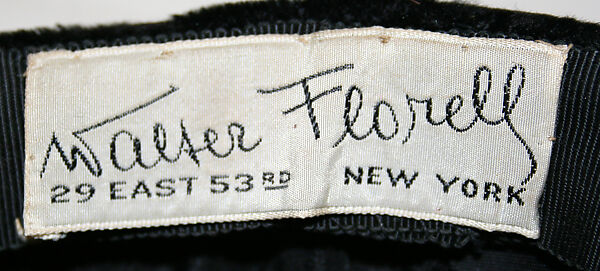 Walter Florell
29 EAST 53RD NEW YORK